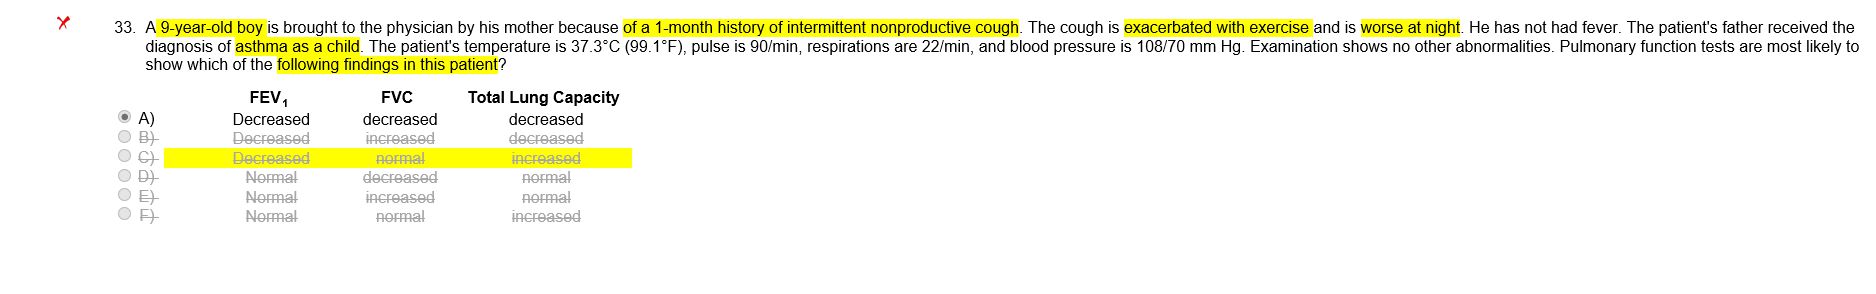 33. A 9-year-old boy is brought to the physician by his mother because of a 1-month history of intermittent nonproductive cough. The cough is exacerbated with exercise and is worse at night. He has not had fever. The patient's father received the
diagnosis of asthma as a child. The patient's temperature is 37.3°C (99.1°F), pulse is 90/min, respirations are 22/min, and blood pressure is 108/70 mm Hg. Examination shows no other abnormalities. Pulmonary function tests are most likely to
show which of the following findings in this patient?
FEV1 FVC Total Lung Capacity
A) Decreased decreased decreased
B) Decreased increased decreased
C) Decreased normal increased
D) Normal decreased normal
E) Normal increased normal
F) Normal normal increased